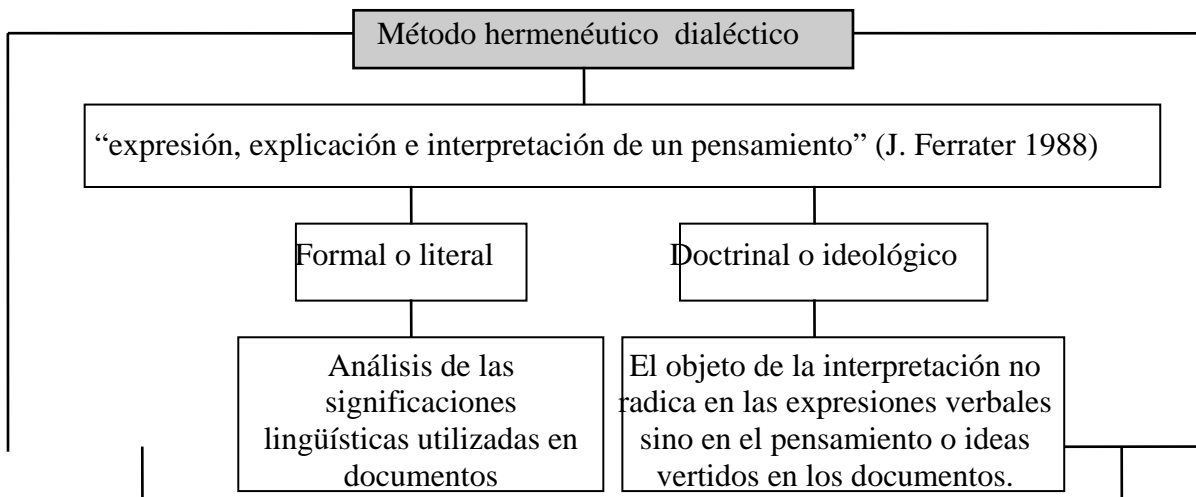 Método hermenéutico dialéctico
“expresión, explicación e interpretación de un pensamiento” (J. Ferrater 1988)
Formal o literal
Doctrinal o ideológico
Análisis de las
significaciones
lingüísticas utilizadas en
documentos
El objeto de la interpretación no
radica en las expresiones verbales
sino en el pensamiento o ideas
vertidos en los documentos.